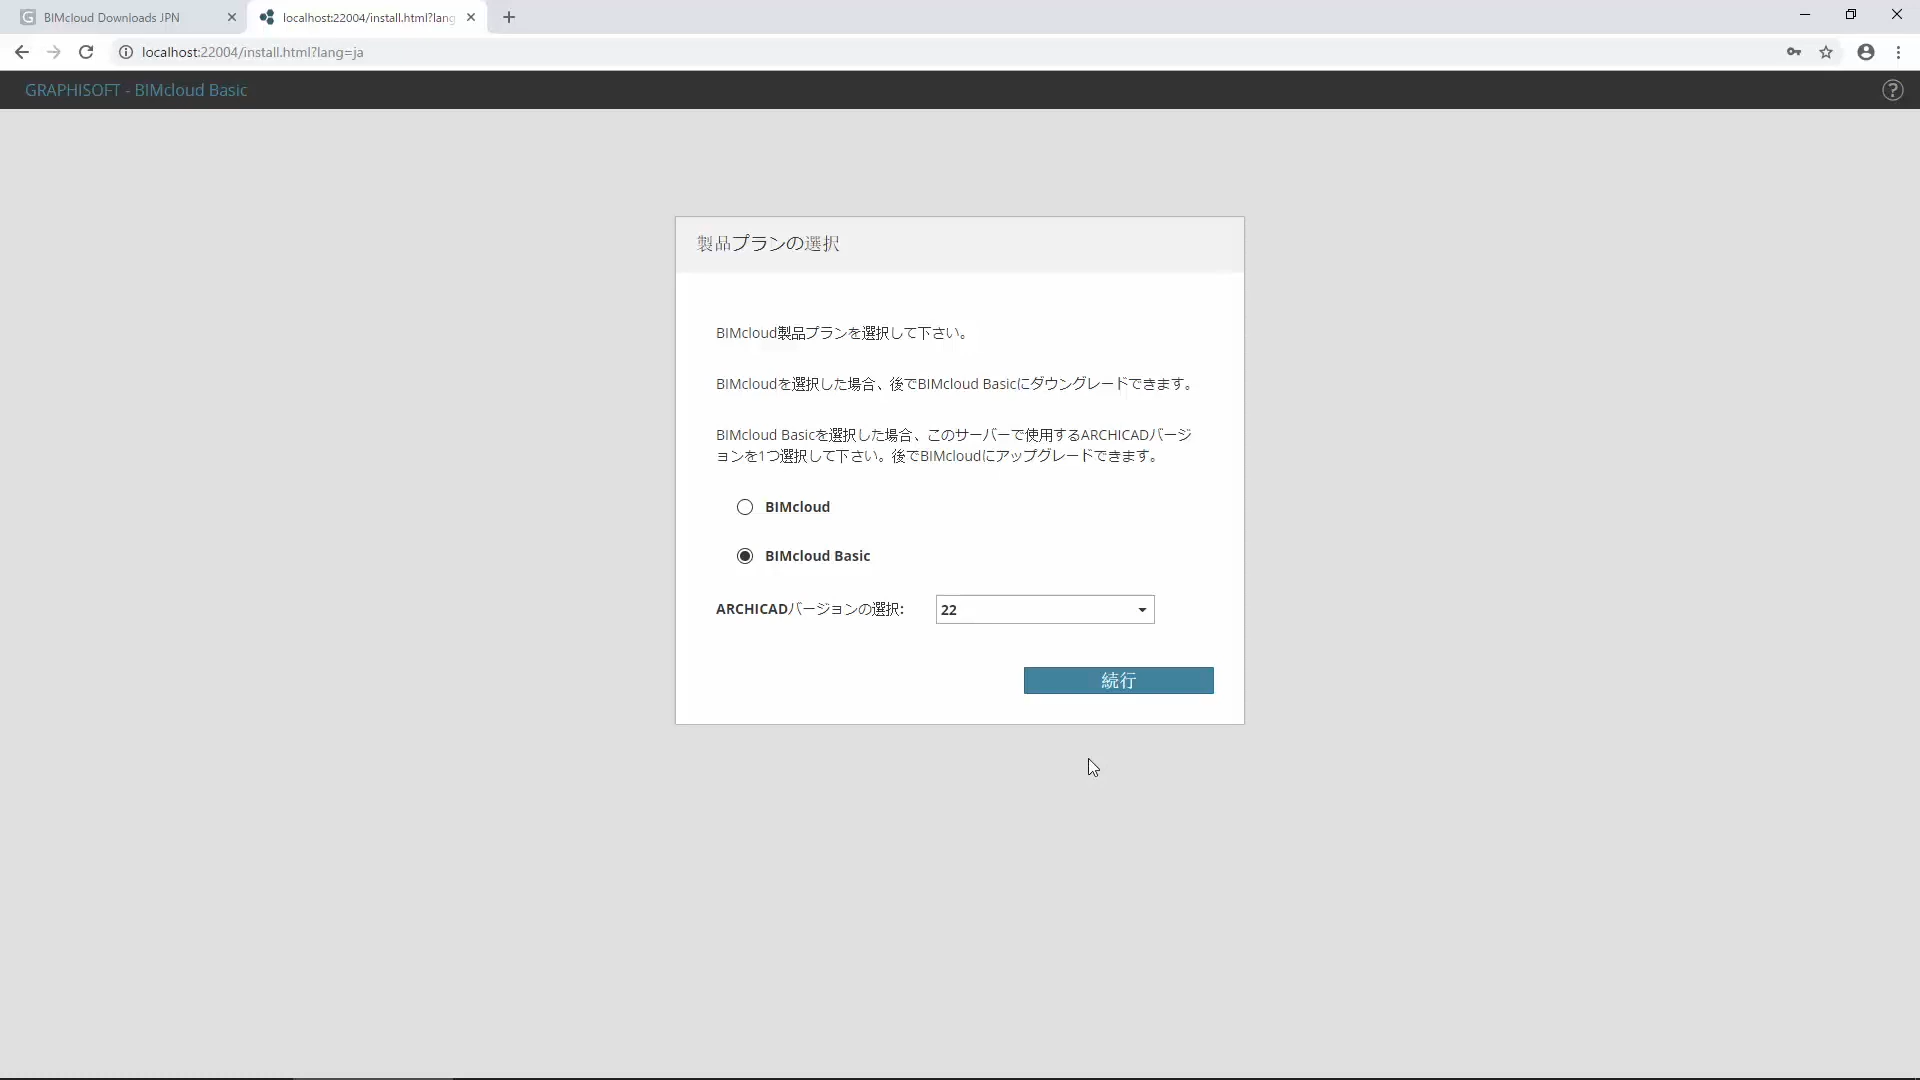 BIMcloud Downloads JPN
localhost:22004/install.html?lang
localhost:22004/install.html?lang=ja
GRAPHISOFT - BIMcloud Basic
製品プランの選択
BIMcloud製品プランを選択して下さい。
BIMcloudを選択した場合、後でBIMcloud Basicにダウングレードできます。
BIMcloud Basicを選択した場合、このサーバーで使用するARCHICADバージ
ョンを1つ選択して下さい。後でBIMcloudにアップグレードできます。
BIMcloud
BIMcloud Basic
ARCHICADバージョンの選択: 22
続行